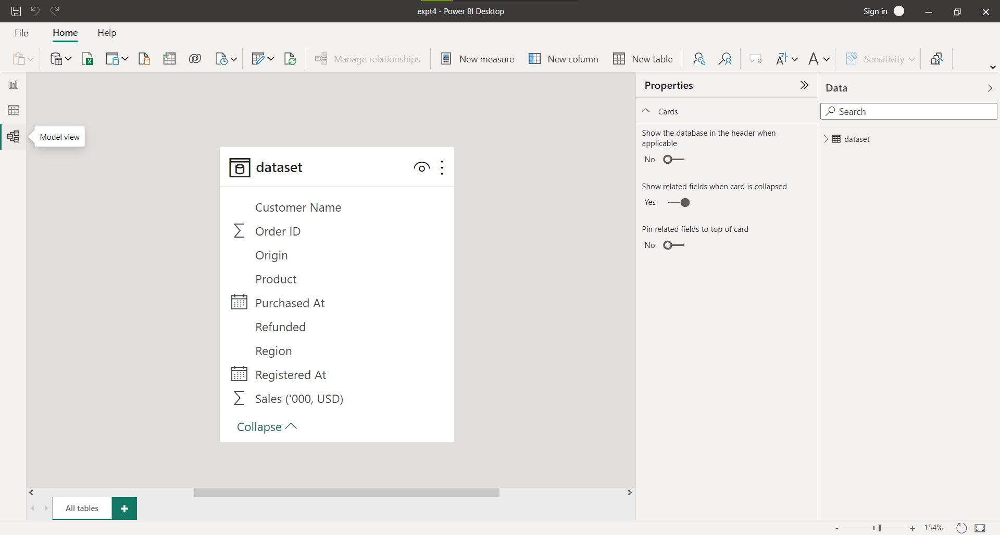 expt4 - Power BI Desktop
Sign in
File
Home
Help
Manage relationships
New measure
New column
New table
Sensitivity
Model view
dataset
Customer Name
Order ID
Origin
Product
Purchased At
Refunded
Region
Registered At
Sales ('000, USD)
Collapse
Properties
Cards
Show the database in the header when
applicable
No
Show related fields when card is collapsed
Yes
Pin related fields to top of card
No
Data
Search
dataset
All tables
+
- + 154%